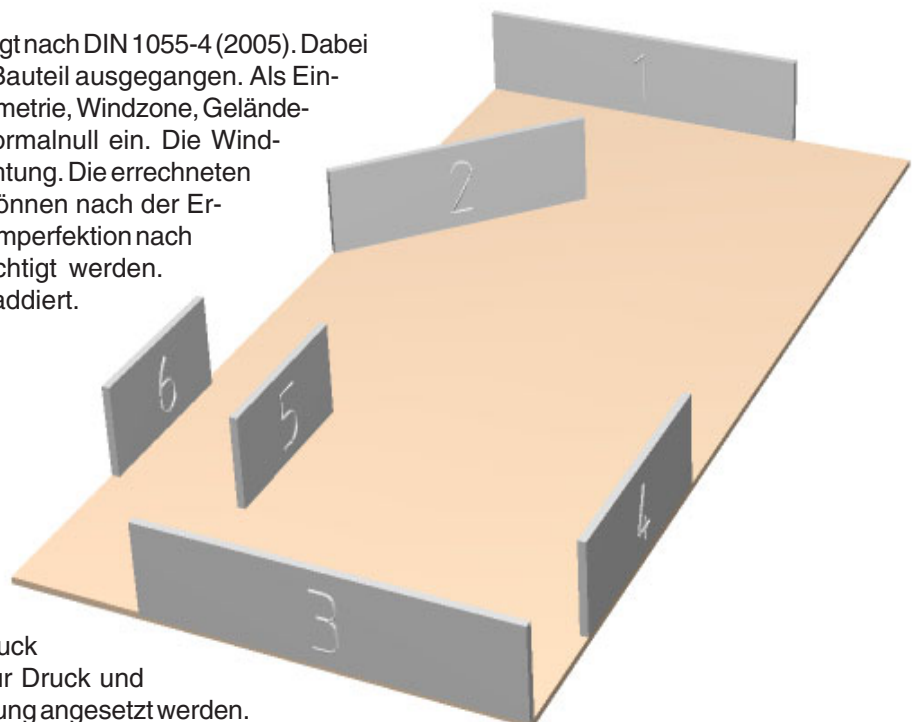 gt nach DIN 1055-4 (2005). Dabei
Bauteil ausgegangen. Als Ein-
metrie, Windzone, Gelände-
ormalnull ein. Die Wind-
htung. Die errechneten
önnen nach der Er-
mperfektion nach
chtigt werden.
addiert.
1
2
6
5
4
3
uck
ur Druck und
ung angesetzt werden.